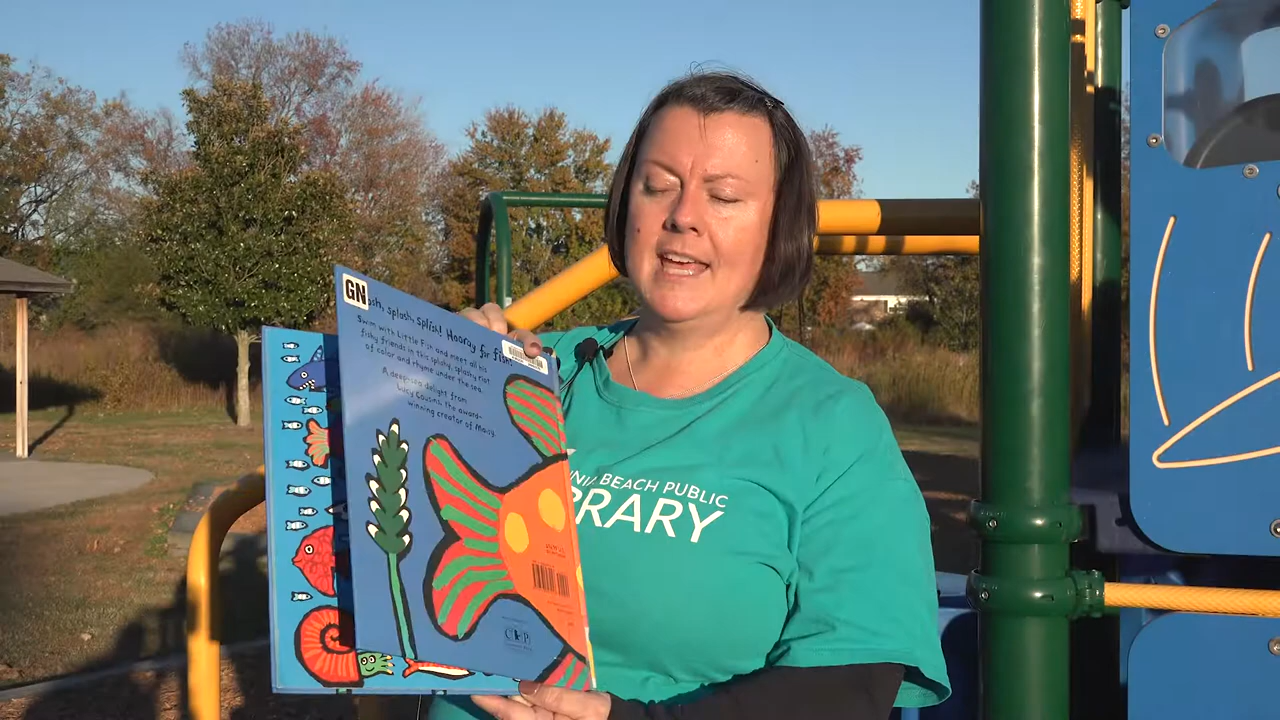 GN
osh, splash, splish! Hooray for fish!
Swim with Little Fish and meet all his
fishy friends in this splishy, splashy riot
of color and rhyme under the sea.
A deep-sea delight from
Lucy Cousins, the award-
winning creator of Maisy.
BEACH PUBLIC
RARY